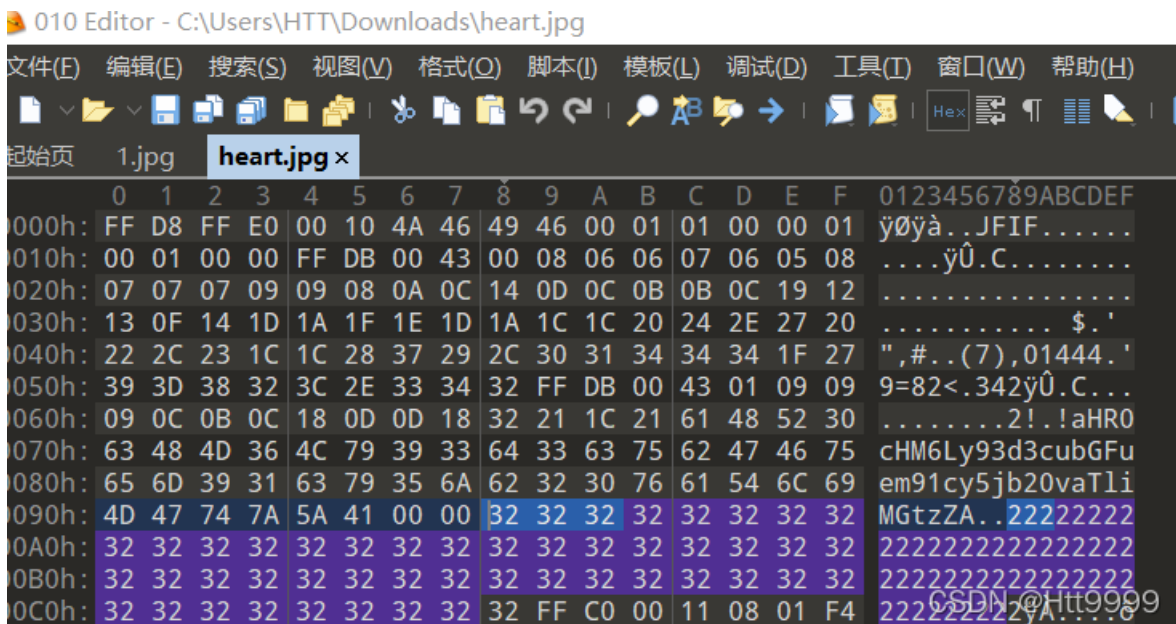 010 Editor - C:\Users\HTT\Downloads\heart.jpg
文件(F) 编辑(E) 搜索(S) 视图(V) 格式(O) 脚本(I) 模板(L) 调试(D) 工具(T) 窗口(W) 帮助(H)
Hex
起始页 1.jpg heart.jpg ×
0 1 2 3 4 5 6 7 8 9 A B C D E F 0123456789ABCDEF
0000h: FF D8 FF E0 00 10 4A 46 49 46 00 01 01 00 00 01 ÿØÿà..JFIF......
0010h: 00 01 00 00 FF DB 00 43 00 08 06 06 07 06 05 08 ....ÿÛ.C........
0020h: 07 07 07 09 09 08 0A 0C 14 0D 0C 0B 0B 0C 19 12 ................
0030h: 13 0F 14 1D 1A 1F 1E 1D 1A 1C 1C 20 24 2E 27 20 ........... $.'
0040h: 22 2C 23 1C 1C 28 37 29 2C 30 31 34 34 34 1F 27 ",#..(7),01444.'
0050h: 39 3D 38 32 3C 2E 33 34 32 FF DB 00 43 01 09 09 9=82<.342ÿÛ.C...
0060h: 09 0C 0B 0C 18 0D 0D 18 32 21 1C 21 61 48 52 30 ........2!.!aHR0
0070h: 63 48 4D 36 4C 79 39 33 64 33 63 75 62 47 46 75 cHM6Ly93d3cubGFu
0080h: 65 6D 39 31 63 79 35 6A 62 32 30 76 61 54 6C 69 em91cy5jb20vaTli
0090h: 4D 47 74 7A 5A 41 00 00 32 32 32 32 32 32 32 32 MGtzZA..22222222
00A0h: 32 32 32 32 32 32 32 32 32 32 32 32 32 32 32 32 2222222222222222
00B0h: 32 32 32 32 32 32 32 32 32 32 32 32 32 32 32 32 2222222222222222
00C0h: 32 32 32 32 32 32 32 32 32 FF C0 00 11 08 01 F4 222222222ÿÀ....ô
CSDN @Htt9999